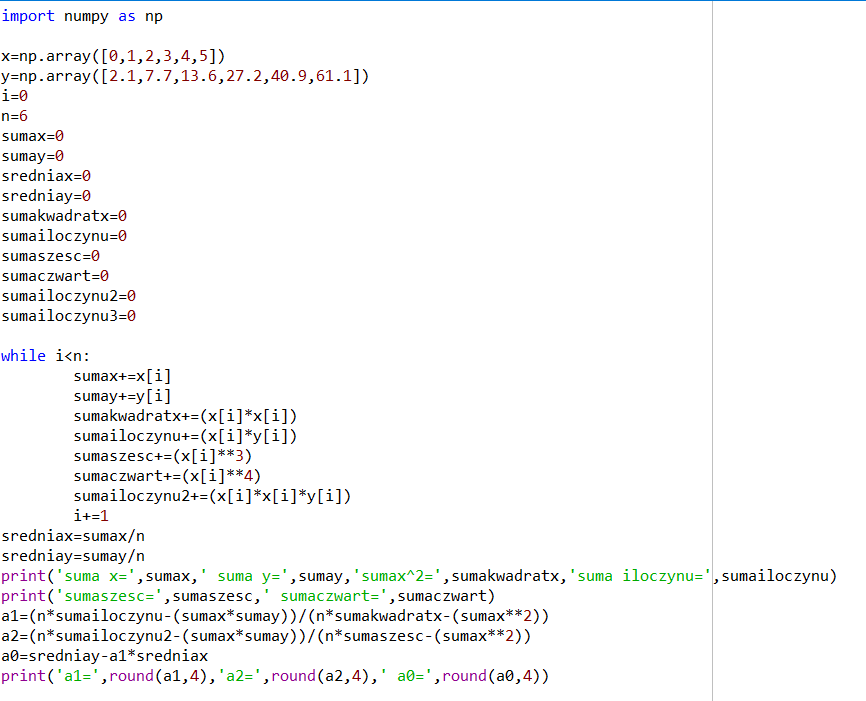 import numpy as np
x=np.array([0,1,2,3,4,5])
y=np.array([2.1,7.7,13.6,27.2,40.9,61.1])
i=0
n=6
sumax=0
sumay=0
sredniax=0
sredniay=0
sumakwadratx=0
sumailoczynu=0
sumaszesc=0
sumaczwart=0
sumailoczynu2=0
sumailoczynu3=0
while i<n:
sumax+=x[i]
sumay+=y[i]
sumakwadratx+=(x[i]*x[i])
sumailoczynu+=(x[i]*y[i])
sumaszesc+=(x[i]**3)
sumaczwart+=(x[i]**4)
sumailoczynu2+=(x[i]*x[i]*y[i])
i+=1
sredniax=sumax/n
sredniay=sumay/n
print('suma x=',sumax,' suma y=',sumay,'sumax^2=',sumakwadratx,'suma iloczynu=',sumailoczynu)
print('sumaszesc=',sumaszesc,' sumaczwart=',sumaczwart)
a1=(n*sumailoczynu-(sumax*sumay))/(n*sumakwadratx-(sumax**2))
a2=(n*sumailoczynu2-(sumax*sumay))/(n*sumaszesc-(sumax**2))
a0=sredniay-a1*sredniax
print('a1=',round(a1,4),'a2=',round(a2,4),' a0=',round(a0,4))